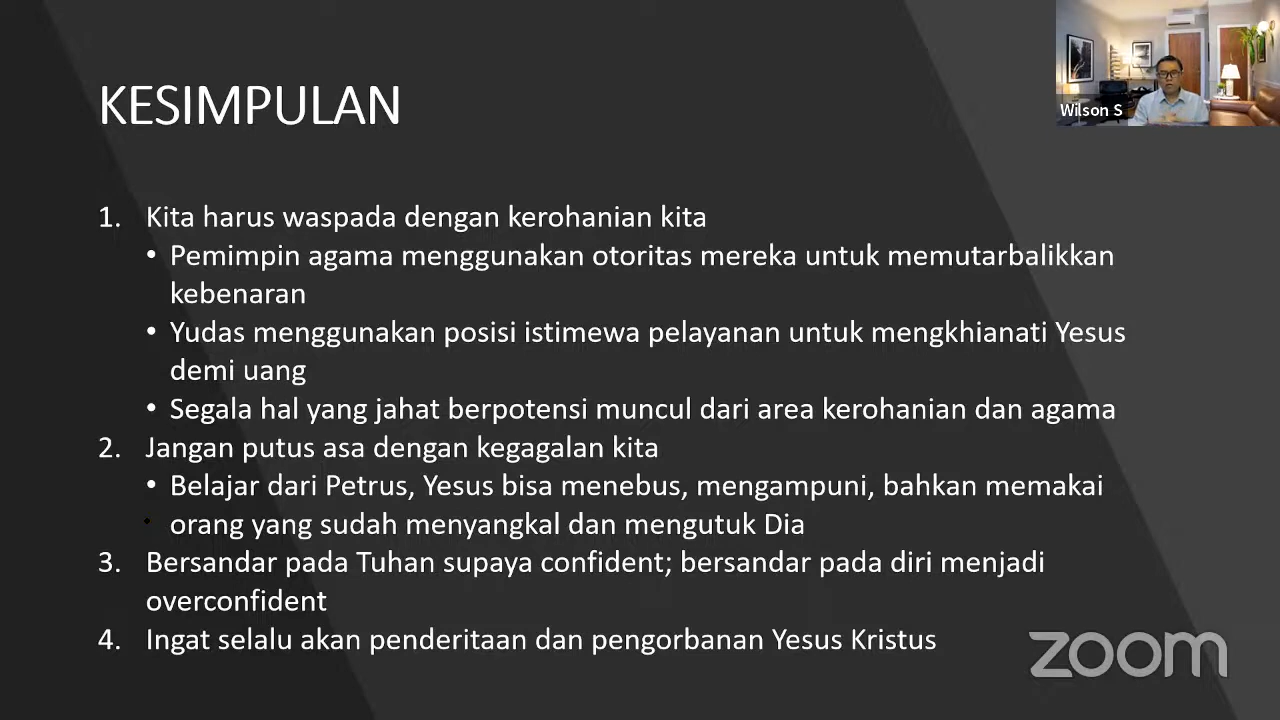 KESIMPULAN
Wilson S
1. Kita harus waspada dengan kerohanian kita
• Pemimpin agama menggunakan otoritas mereka untuk memutarbalikkan
kebenaran
• Yudas menggunakan posisi istimewa pelayanan untuk mengkhianati Yesus
demi uang
• Segala hal yang jahat berpotensi muncul dari area kerohanian dan agama
2. Jangan putus asa dengan kegagalan kita
• Belajar dari Petrus, Yesus bisa menebus, mengampuni, bahkan memakai
orang yang sudah menyangkal dan mengutuk Dia
3. Bersandar pada Tuhan supaya confident; bersandar pada diri menjadi
overconfident
4. Ingat selalu akan penderitaan dan pengorbanan Yesus Kristus
zoom